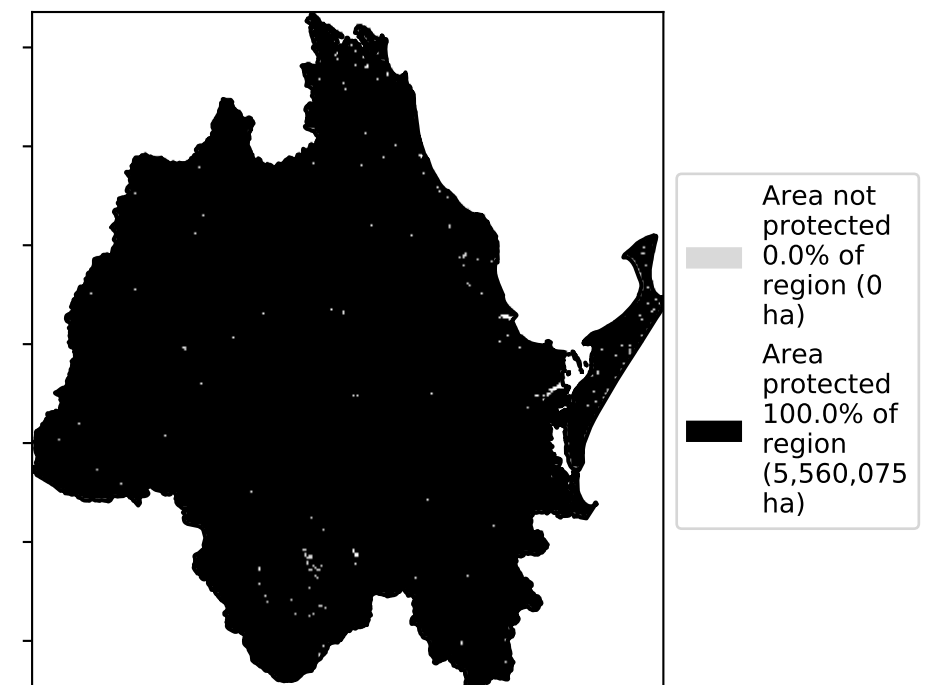 Area not
protected
0.0% of
region (0
ha)
Area
protected
100.0% of
region
(5,560,075
ha)